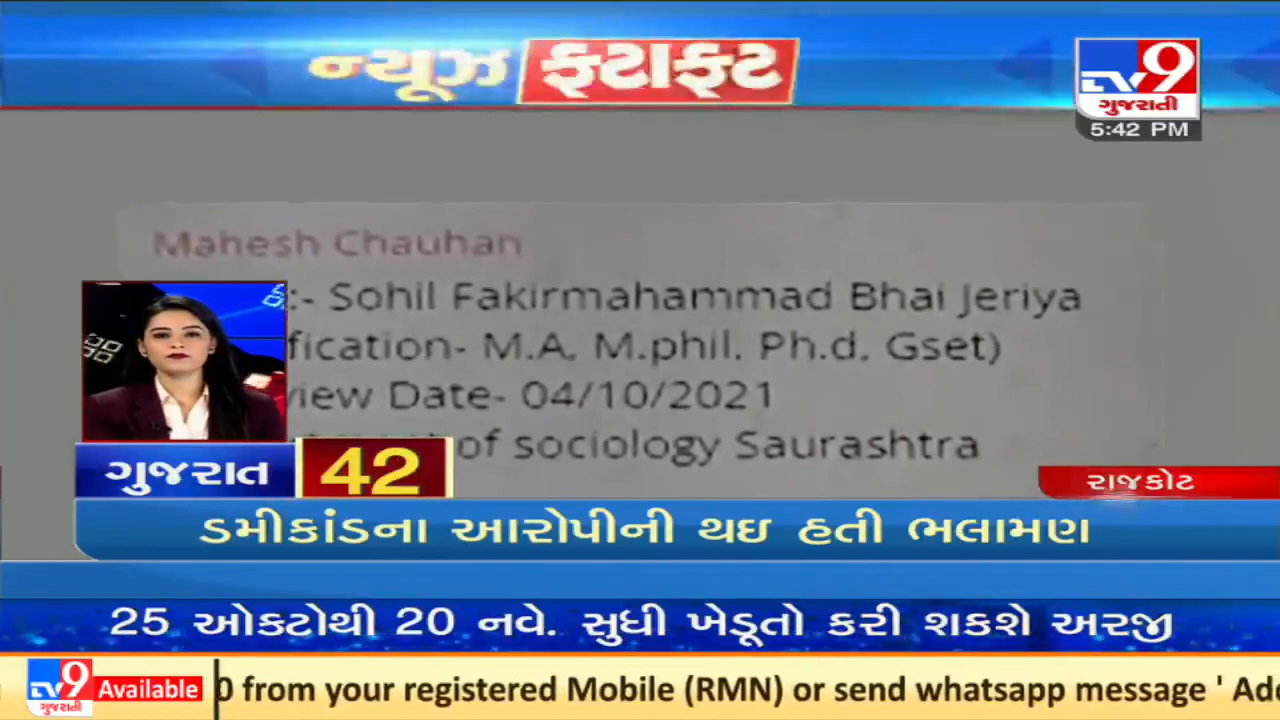 ન્યૂઝ ફટાફટ
TV9
ગુજરાતી
5:42 PM
Mahesh Chauhan
:- Sohil Fakirmahammad Bhai Jeriya
fication- M.A. M.phil. Ph.d. Gset)
view Date- 04/10/2021
of sociology Saurashtra
ગુજરાત 42
રાજકોટ
ડમીકાંડના આરોપીની થઇ હતી ભલામણ
25 ઓક્ટોથી 20 નવે. સુધી ખેડૂતો કરી શકશે અરજી
TV9 ગુજરાતી Available 0 from your registered Mobile (RMN) or send whatsapp message ' Add